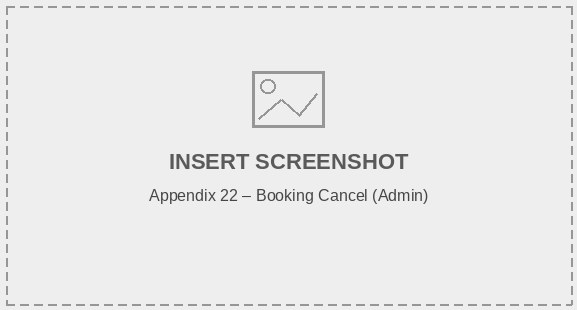 INSERT SCREENSHOT
Appendix 22 – Booking Cancel (Admin)